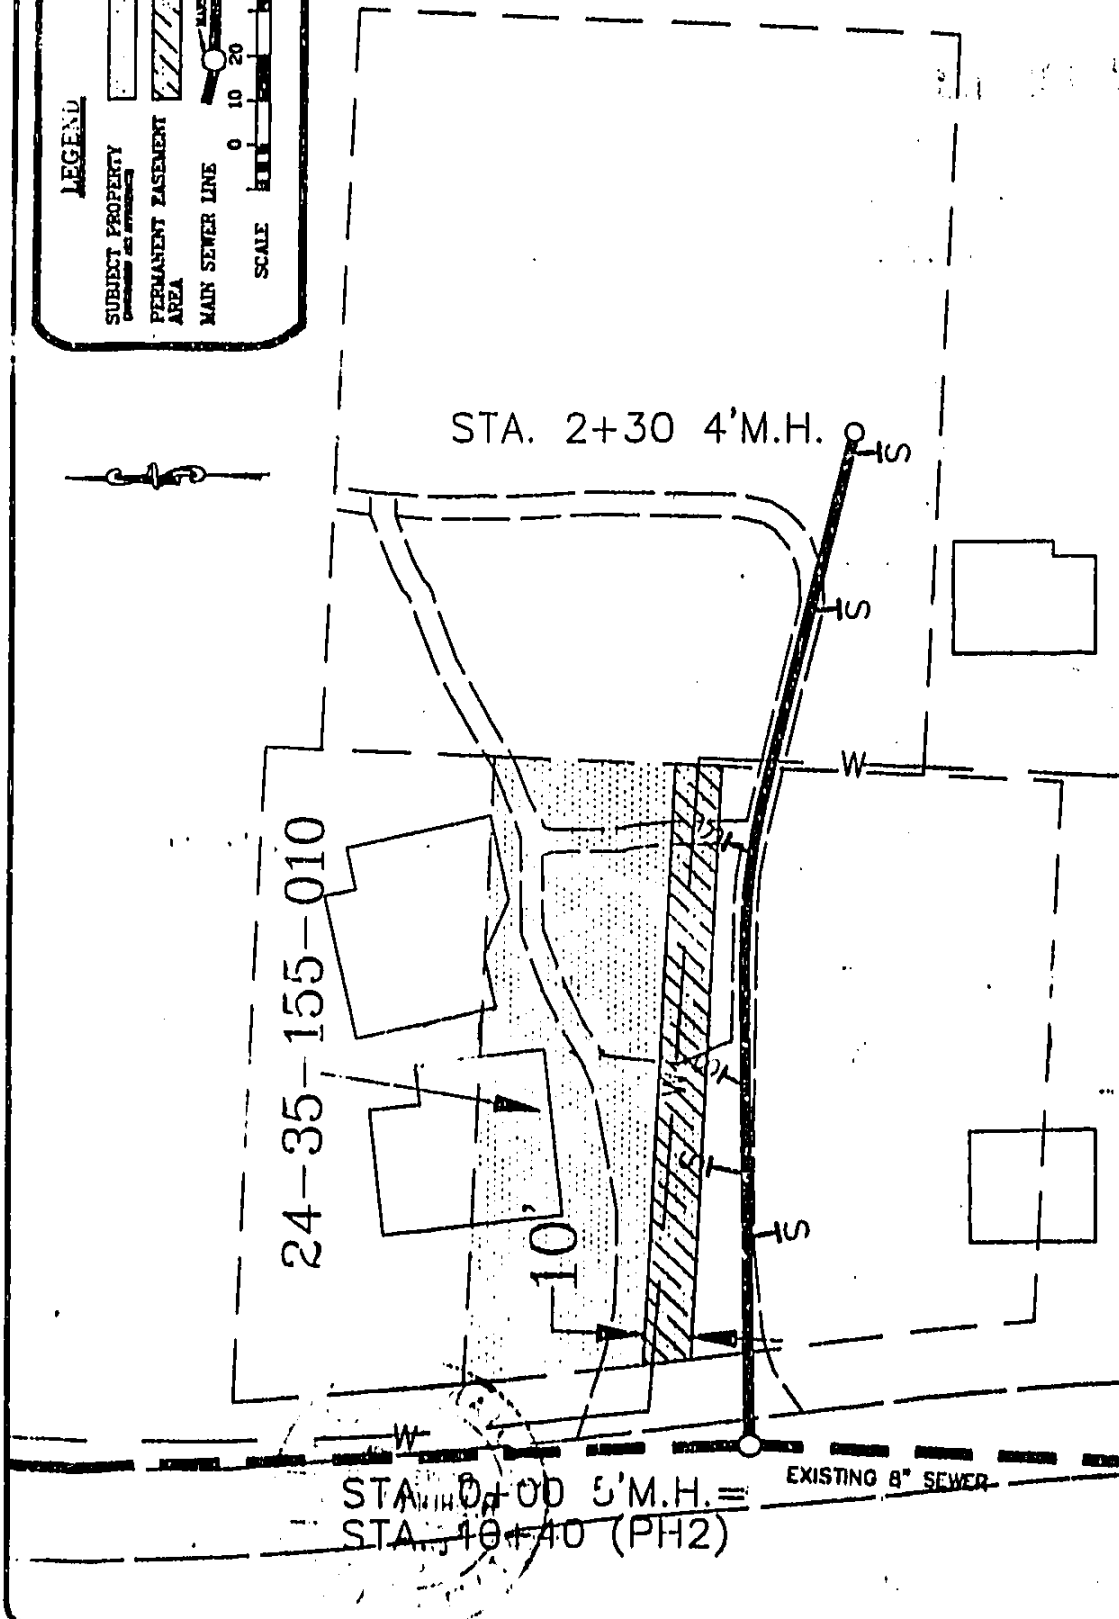 LEGEND
SUBJECT PROPERTY
PERMANENT EASEMENT
AREA
MAIN SEWER LINE
0 10 20
SCALE
STA. 2+30 4'M.H.
S
S
W
24-35-155-010
S
S
10'
W
STA. 0+00 5'M.H.=
STA. 10+40 (PH2)
EXISTING 8" SEWER